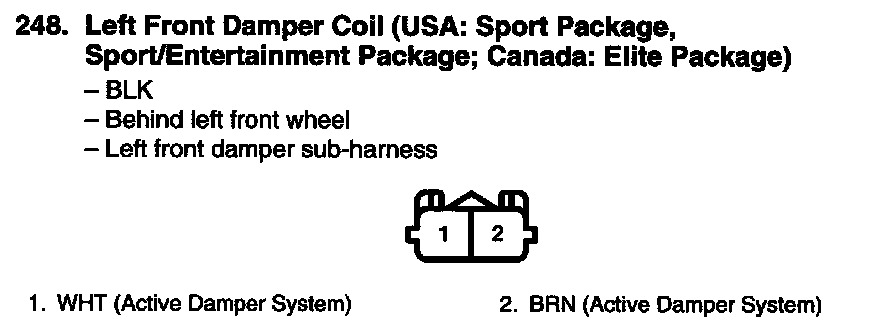 248. Left Front Damper Coil (USA: Sport Package,
Sport/Entertainment Package; Canada: Elite Package)
– BLK
– Behind left front wheel
– Left front damper sub-harness
1 2
1. WHT (Active Damper System) 2. BRN (Active Damper System)